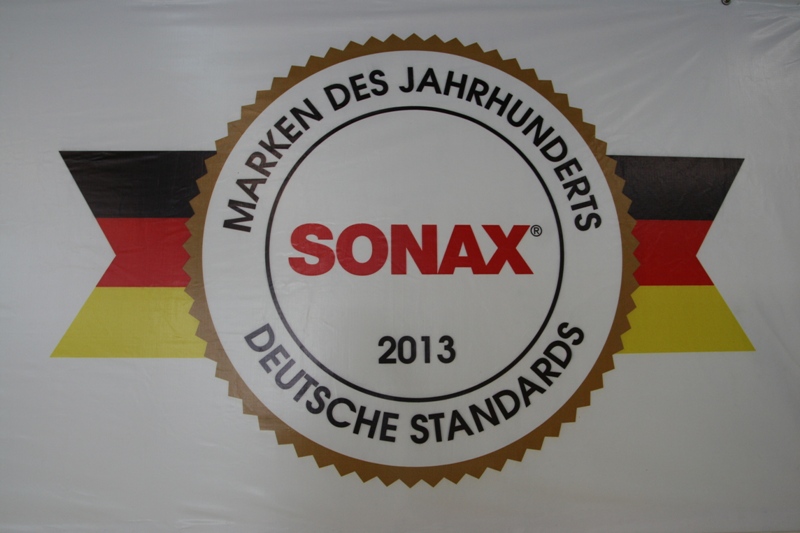 MARKEN DES JAHRHUNDERTS
SONAX®
2013
DEUTSCHE STANDARDS